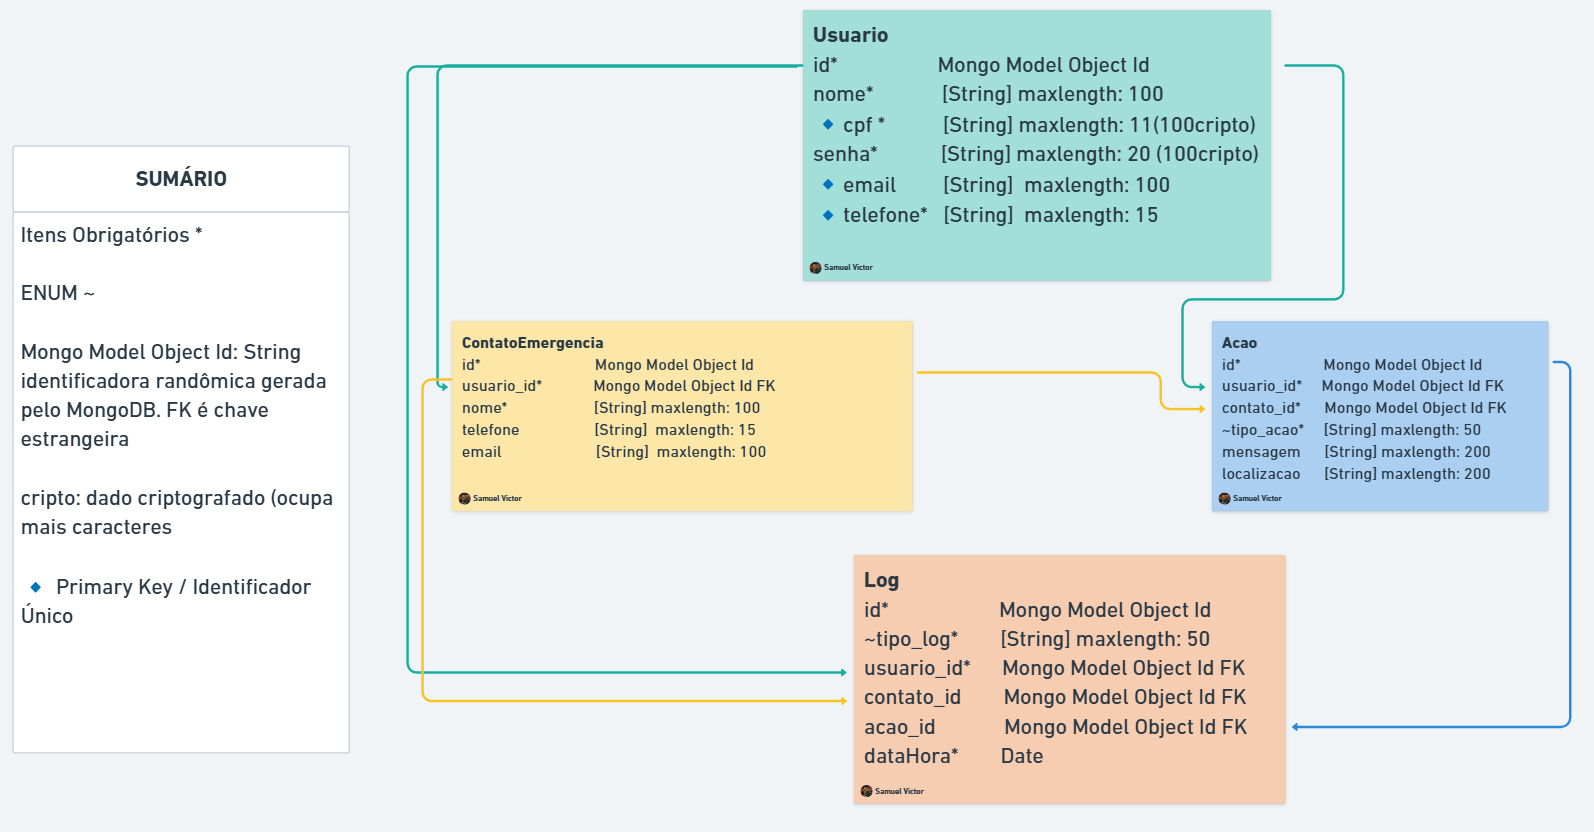 SUMÁRIO
Itens Obrigatórios *
ENUM ~
Mongo Model Object Id: String
identificadora randômica gerada
pelo MongoDB. FK é chave
estrangeira
cripto: dado criptografado (ocupa
mais caracteres
Primary Key / Identificador
Único
Usuario
id* Mongo Model Object Id
nome* [String] maxlength: 100
cpf * [String] maxlength: 11(100cripto)
senha* [String] maxlength: 20 (100cripto)
email [String] maxlength: 100
telefone* [String] maxlength: 15
Samuel Victor
ContatoEmergencia
id* Mongo Model Object Id
usuario_id* Mongo Model Object Id FK
nome* [String] maxlength: 100
telefone [String] maxlength: 15
email [String] maxlength: 100
Samuel Victor
Acao
id* Mongo Model Object Id
usuario_id* Mongo Model Object Id FK
contato_id* Mongo Model Object Id FK
~tipo_acao* [String] maxlength: 50
mensagem [String] maxlength: 200
localizacao [String] maxlength: 200
Samuel Victor
Log
id* Mongo Model Object Id
~tipo_log* [String] maxlength: 50
usuario_id* Mongo Model Object Id FK
contato_id Mongo Model Object Id FK
acao_id Mongo Model Object Id FK
dataHora* Date
Samuel Victor